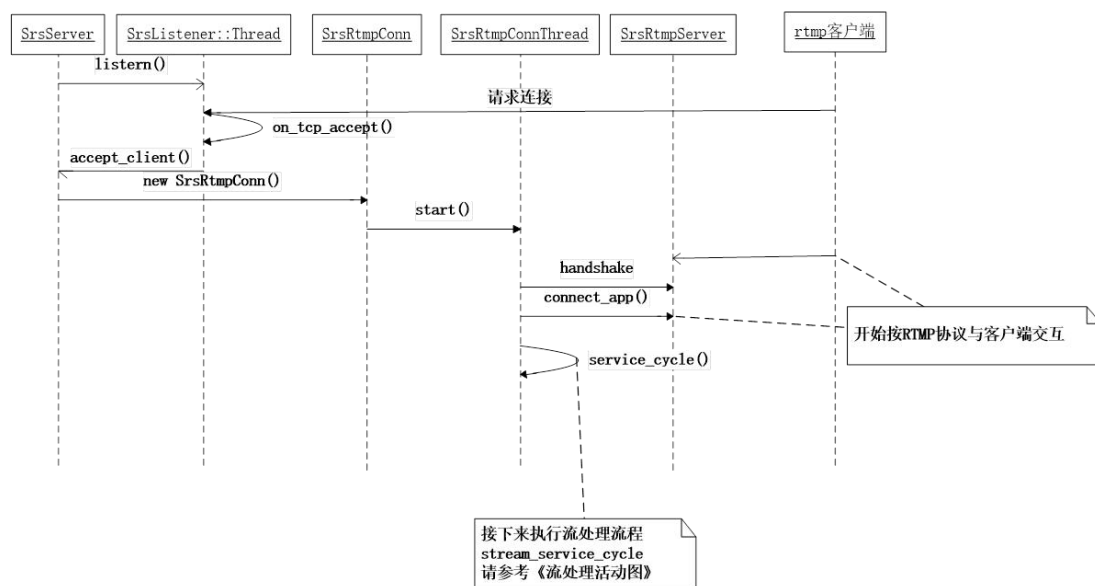 SrsServer
SrsListener::Thread
SrsRtmpConn
SrsRtmpConnThread
SrsRtmpServer
rtmp客户端
listern()
请求连接
on_tcp_accept()
accept_client()
new SrsRtmpConn()
start()
handshake
connect_app()
开始按RTMP协议与客户端交互
service_cycle()
接下来执行流处理流程
stream_service_cycle
请参考《流处理活动图》